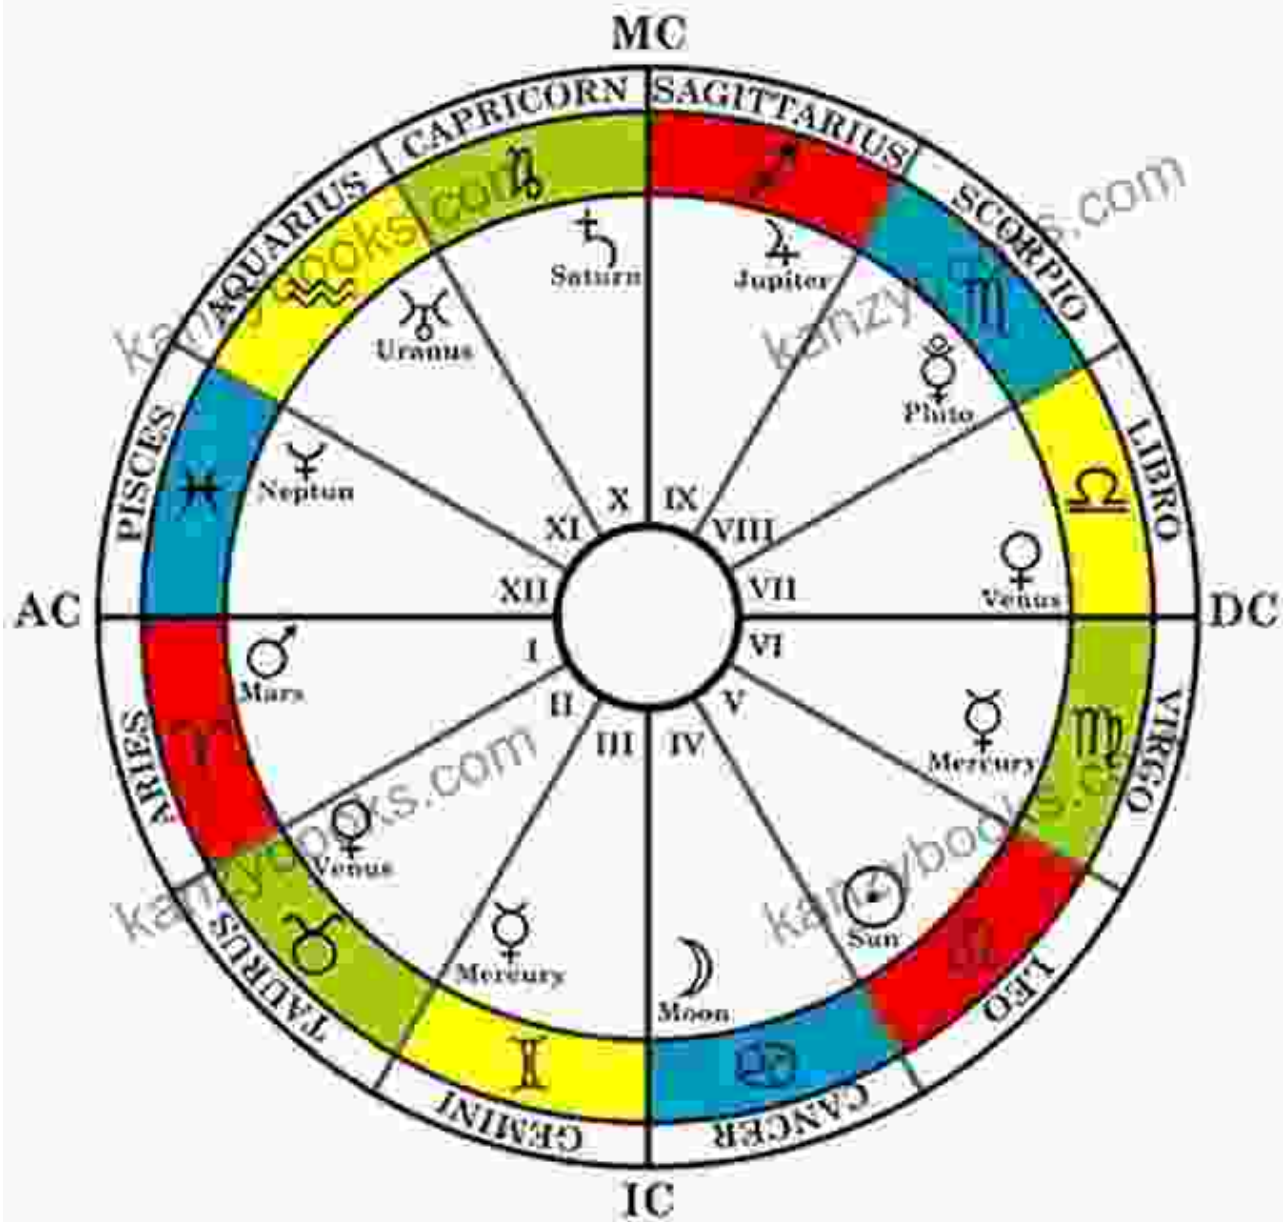 MC
CAPRICORN
SAGITTARIUS
AQUARIUS
SCORPIO
PISCES
LIBRO
AC
DC
ARIES
VIRGO
TAURUS
LEO
GEMINI
CANCER
IC
Saturn
Jupiter
Uranus
Pluto
Neptun
Venus
Mars
Mercury
Venus
Sun
Mercury
Moon
X
IX
XI
VIII
XII
VII
I
VI
II
V
III
IV
kanzybooks.com
kanzybooks.com
kanzybooks.com
kanzybooks.com